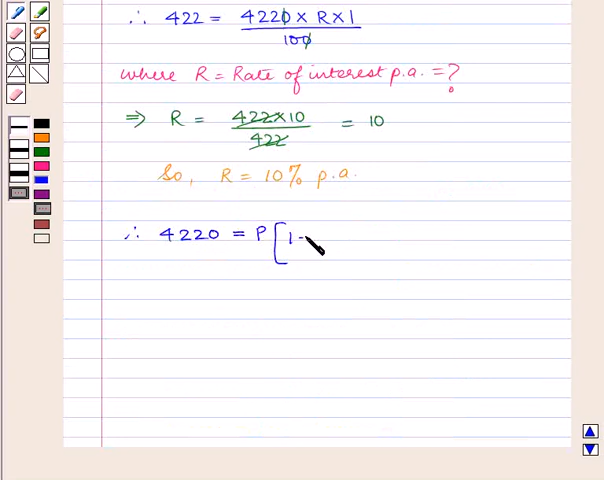 ∴ 422 = 4220 × R × 1 / 100
where R = Rate of interest p.a. = ?
⇒ R = 422×10 / 422 = 10
So, R = 10% p.a.
∴ 4220 = P [ 1-